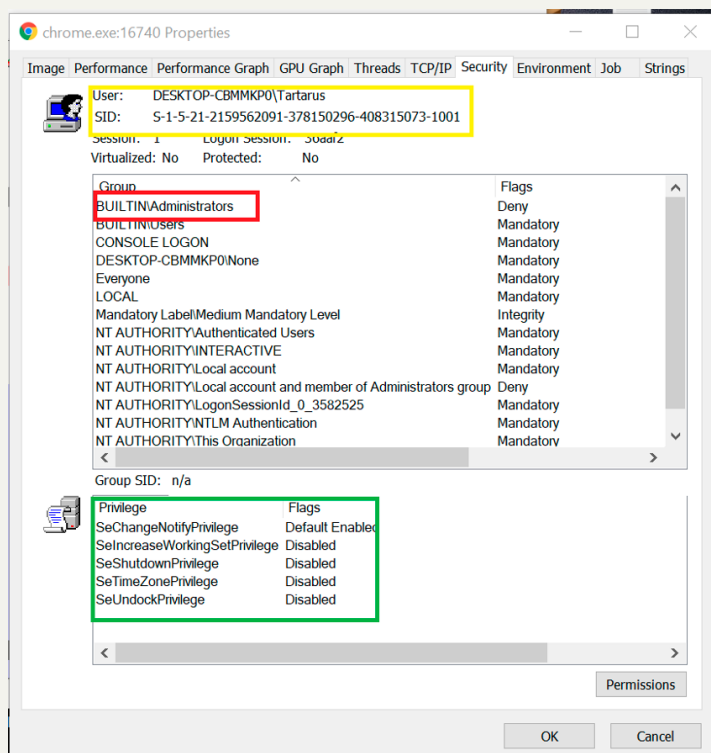 chrome.exe:16740 Properties
Image Performance Performance Graph GPU Graph Threads TCP/IP Security Environment Job Strings
User: DESKTOP-CBMMKP0\Tartarus
SID: S-1-5-21-2159562091-378150296-408315073-1001
Session: 1 Logon Session: 36aaf2
Virtualized: No Protected: No
Group Flags
BUILTIN\Administrators Deny
BUILTIN\Users Mandatory
CONSOLE LOGON Mandatory
DESKTOP-CBMMKP0\None Mandatory
Everyone Mandatory
LOCAL Mandatory
Mandatory Label\Medium Mandatory Level Integrity
NT AUTHORITY\Authenticated Users Mandatory
NT AUTHORITY\INTERACTIVE Mandatory
NT AUTHORITY\Local account Mandatory
NT AUTHORITY\Local account and member of Administrators group Deny
NT AUTHORITY\LogonSessionId_0_3582525 Mandatory
NT AUTHORITY\NTLM Authentication Mandatory
NT AUTHORITY\This Organization Mandatory
Group SID: n/a
Privilege Flags
SeChangeNotifyPrivilege Default Enabled
SeIncreaseWorkingSetPrivilege Disabled
SeShutdownPrivilege Disabled
SeTimeZonePrivilege Disabled
SeUndockPrivilege Disabled
Permissions
OK Cancel